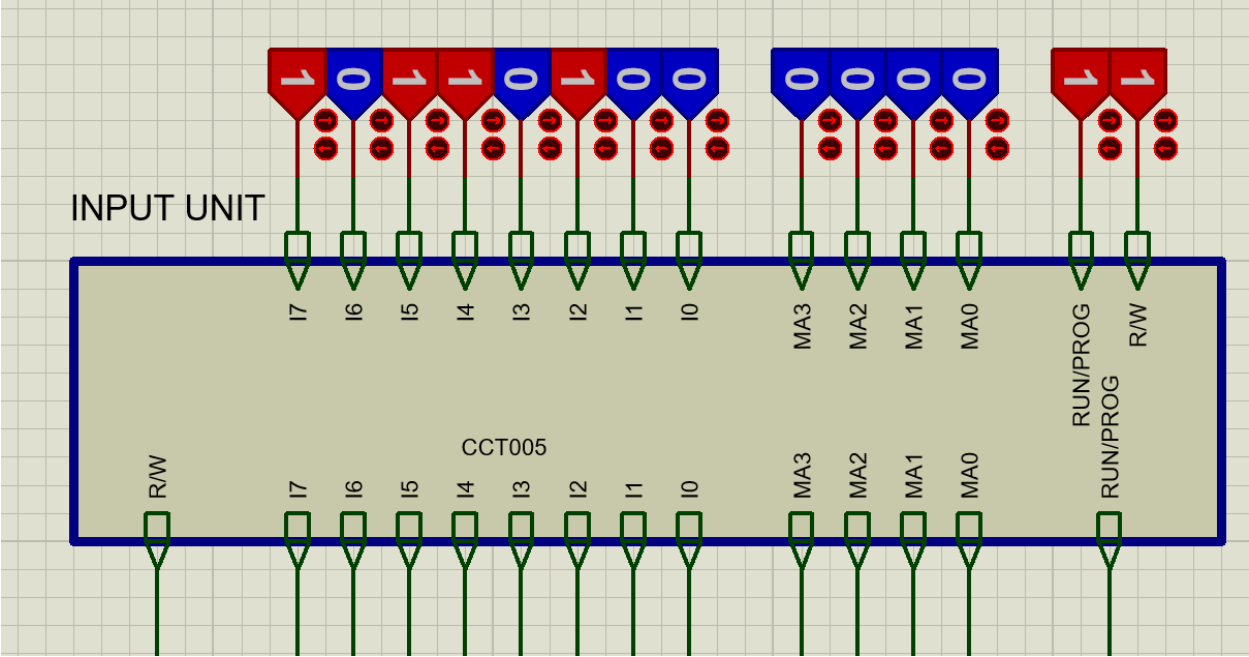 1 0 1 1 0 1 0 0 0 0 0 0 1 1
INPUT UNIT
I7 I6 I5 I4 I3 I2 I1 I0 MA3 MA2 MA1 MA0 RUN/PROG R/W
CCT005
R/W I7 I6 I5 I4 I3 I2 I1 I0 MA3 MA2 MA1 MA0 RUN/PROG